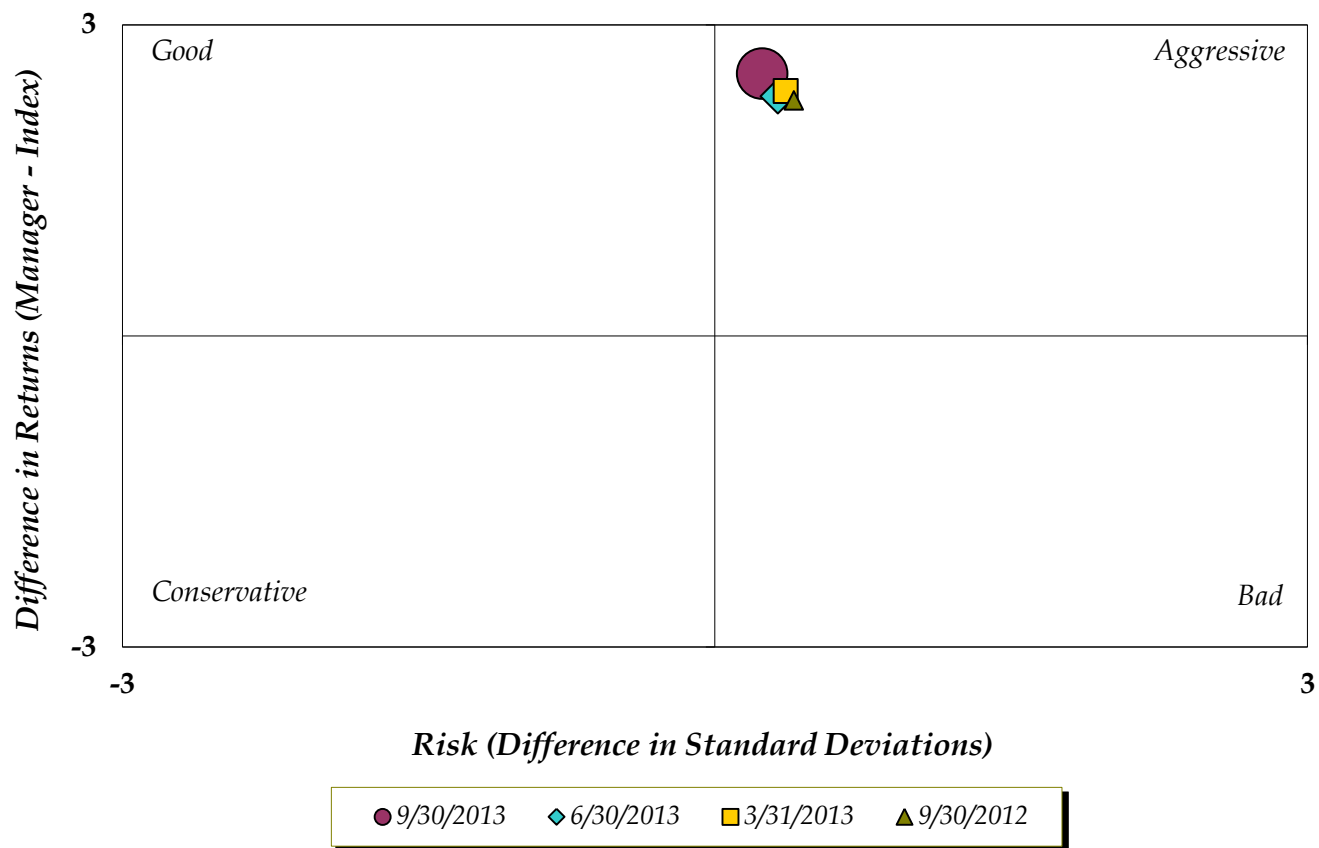 3
Good
Aggressive
Difference in Returns (Manager - Index)
Conservative
Bad
-3
-3
3
Risk (Difference in Standard Deviations)
9/30/2013 6/30/2013 3/31/2013 9/30/2012